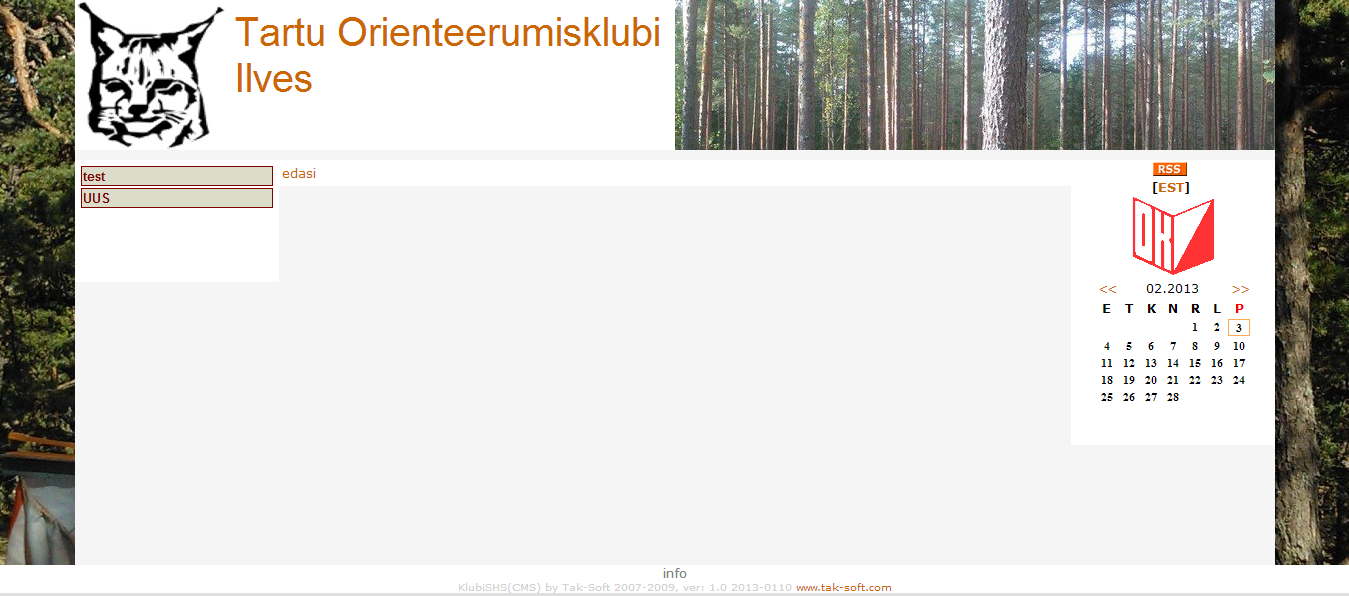 Tartu Orienteerumisklubi
Ilves
test
UUS
edasi
RSS
[EST]
OK
<< 02.2013 >>
E T K N R L P
1 2 3
4 5 6 7 8 9 10
11 12 13 14 15 16 17
18 19 20 21 22 23 24
25 26 27 28
info
KlubiSHS(CMS) by Tak-Soft 2007-2009, ver: 1.0 2013-0110 www.tak-soft.com